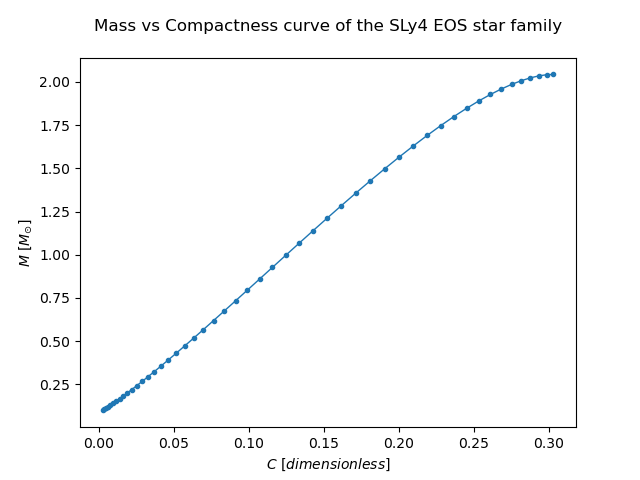 Mass vs Compactness curve of the SLy4 EOS star family
2.00
1.75
1.50
1.25
1.00
0.75
0.50
0.25
M [M⊙]
0.00 0.05 0.10 0.15 0.20 0.25 0.30
C [dimensionless]